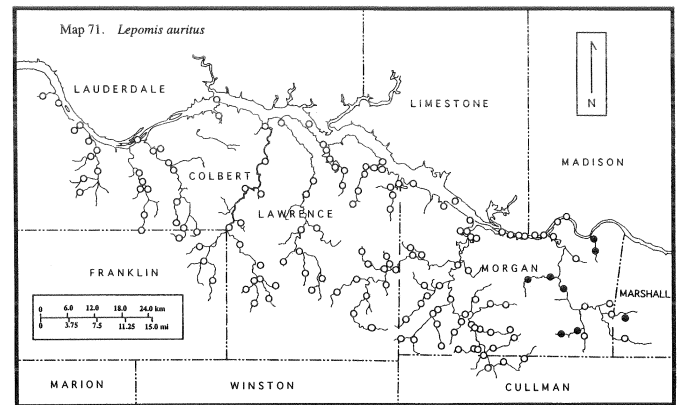 Map 71. Lepomis auritus
LAUDERDALE
LIMESTONE
N
MADISON
COLBERT
LAWRENCE
FRANKLIN
MORGAN
MARSHALL
0 6.0 12.0 18.0 24.0 km
0 3.75 7.5 11.25 15.0 mi
MARION
WINSTON
CULLMAN